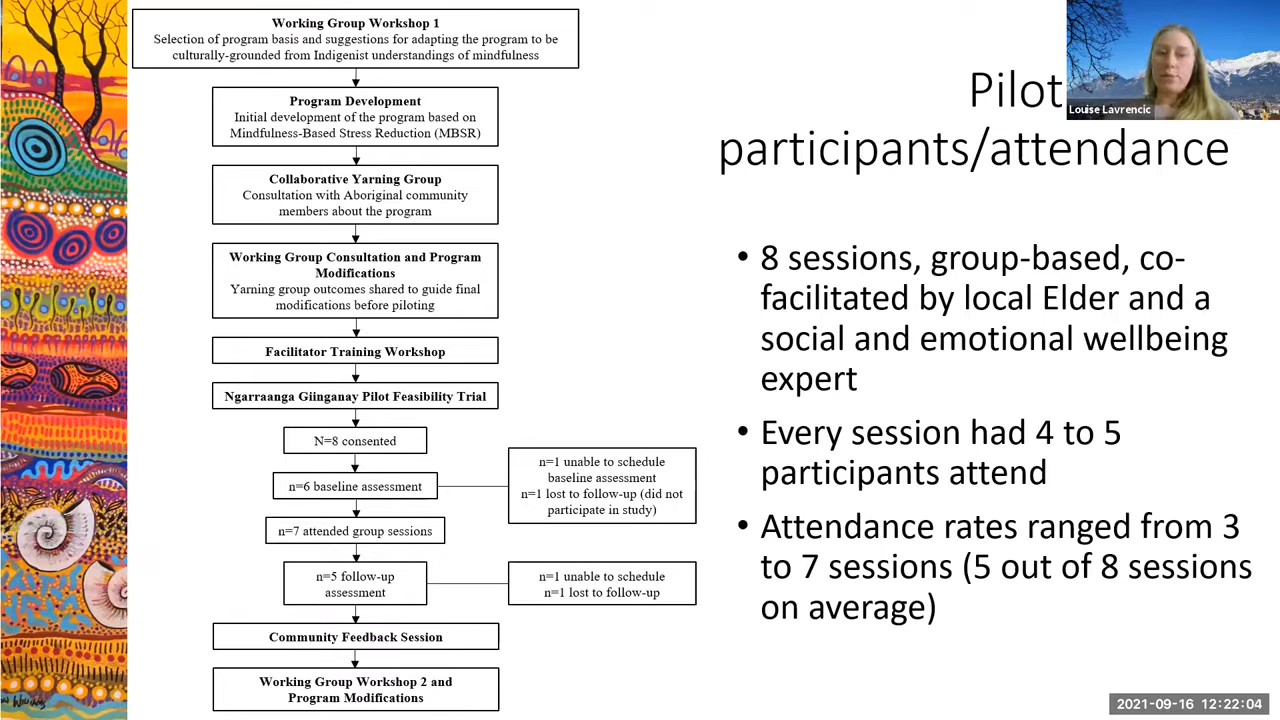 Working Group Workshop 1
Selection of program basis and suggestions for adapting the program to be
culturally-grounded from Indigenist understandings of mindfulness
Program Development
Initial development of the program based on
Mindfulness-Based Stress Reduction (MBSR)
Collaborative Yarning Group
Consultation with Aboriginal community
members about the program
Working Group Consultation and Program
Modifications
Yarning group outcomes shared to guide final
modifications before piloting
Facilitator Training Workshop
Ngarraanga Giinganay Pilot Feasibility Trial
N=8 consented
n=6 baseline assessment
n=1 unable to schedule
baseline assessment
n=1 lost to follow-up (did not
participate in study)
n=7 attended group sessions
n=5 follow-up
assessment
n=1 unable to schedule
n=1 lost to follow-up
Community Feedback Session
Working Group Workshop 2 and
Program Modifications
Pilot
participants/attendance
• 8 sessions, group-based, co-
facilitated by local Elder and a
social and emotional wellbeing
expert
• Every session had 4 to 5
participants attend
• Attendance rates ranged from 3
to 7 sessions (5 out of 8 sessions
on average)
Louise Lavrencic
2021-09-16 12:22:04